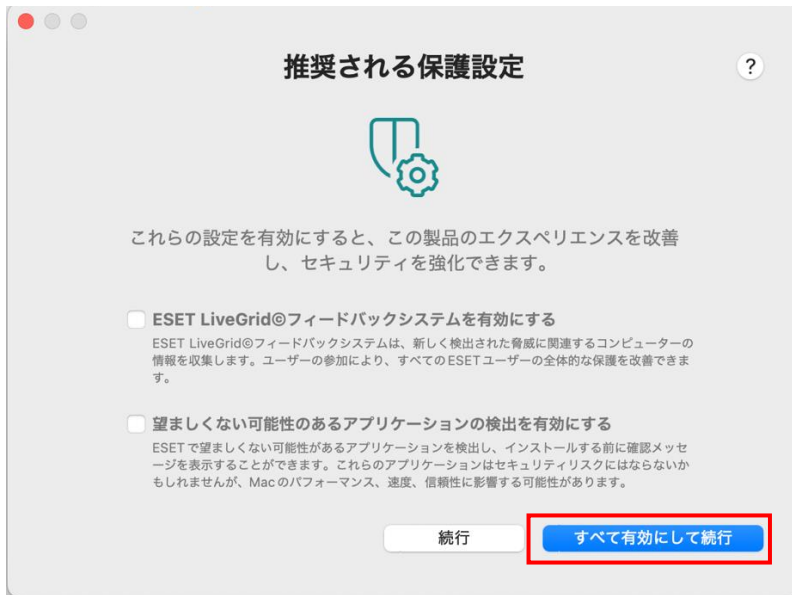 推奨される保護設定
?
これらの設定を有効にすると、この製品のエクスペリエンスを改善
し、セキュリティを強化できます。
ESET LiveGrid©フィードバックシステムを有効にする
ESET LiveGrid©フィードバックシステムは、新しく検出された脅威に関連するコンピューターの
情報を収集します。ユーザーの参加により、すべてのESETユーザーの全体的な保護を改善できま
す。
望ましくない可能性のあるアプリケーションの検出を有効にする
ESETで望ましくない可能性があるアプリケーションを検出し、インストールする前に確認メッセ
ージを表示することができます。これらのアプリケーションはセキュリティリスクにはならないか
もしれませんが、Macのパフォーマンス、速度、信頼性に影響する可能性があります。
続行
すべて有効にして続行